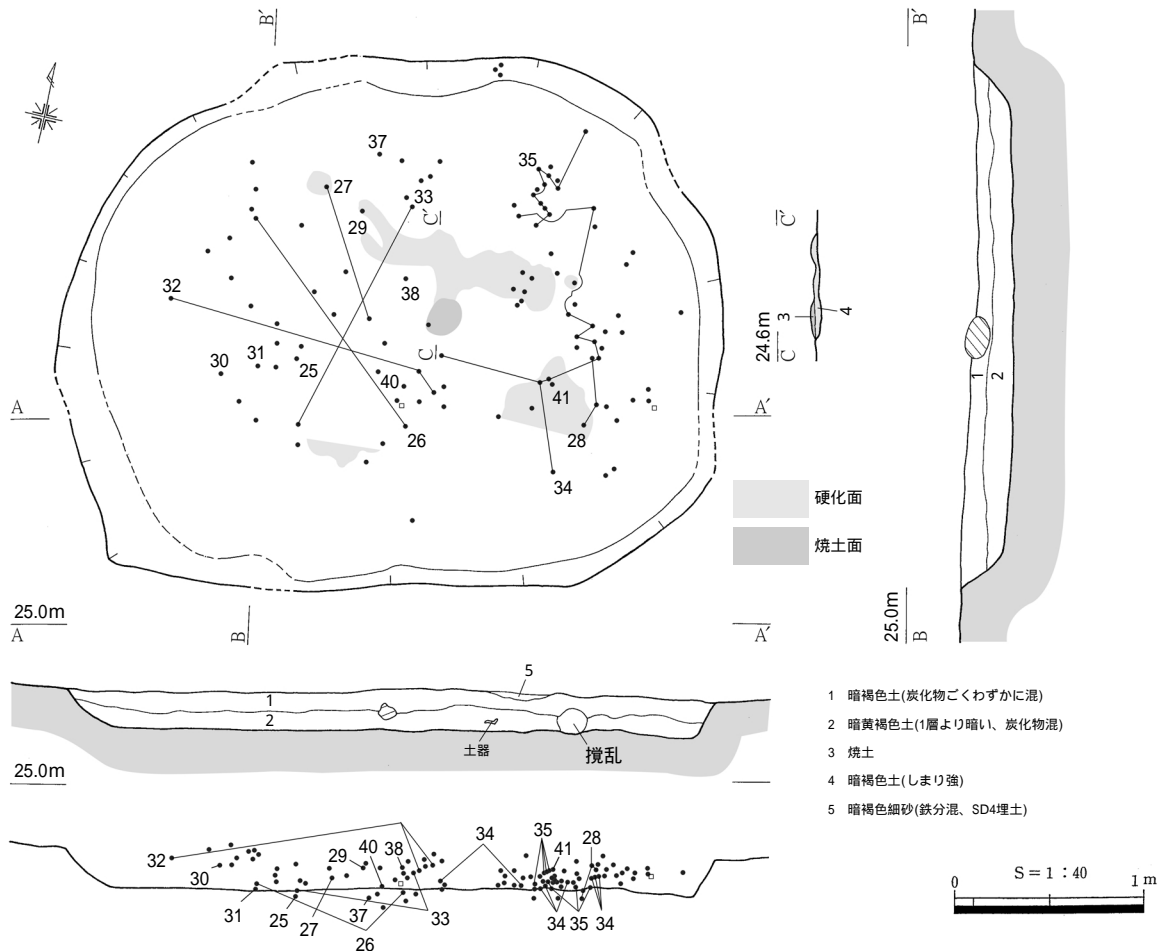 B′
B′
37
35
27
33
29
C′
C′
32
38
4
3
24.6m
C
C
1
2
31
30
25
40
41
A
A′
26
28
34
硬化面
焼土面
25.0m
A
B
A′
25.0m
B
5
1
2
土器
撹乱
25.0m
1 暗褐色土(炭化物ごくわずかに混)
2 暗黄褐色土(1層より暗い、炭化物混)
3 焼土
4 暗褐色土(しまり強)
5 暗褐色細砂(鉄分混、SD4埋土)
32
30
29
40
38
34
35
41
28
31
25
27
37
26
33
34
35
34
0 S=1:40 1m